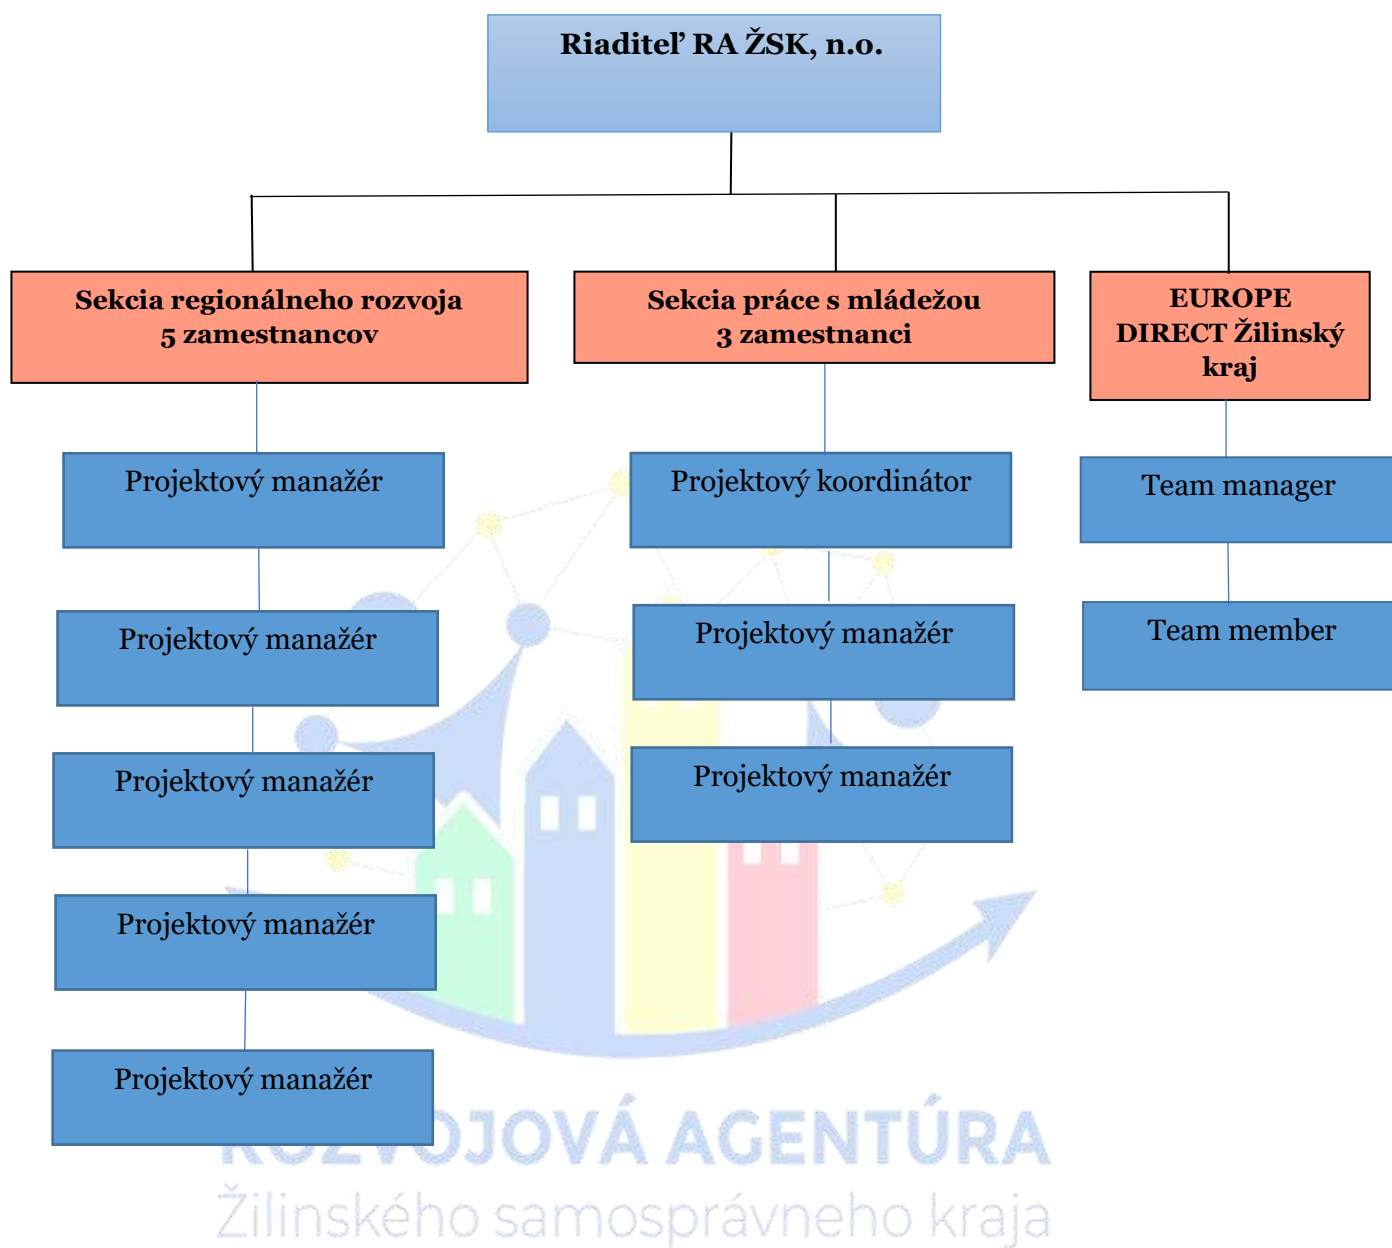 Riaditeľ RA ŽSK, n.o.
Sekcia regionálneho rozvoja
5 zamestnancov
Sekcia práce s mládežou
3 zamestnanci
EUROPE
DIRECT Žilinský
kraj
Projektový manažér
Projektový manažér
Projektový manažér
Projektový manažér
Projektový manažér
Projektový koordinátor
Projektový manažér
Projektový manažér
Team manager
Team member
ROZVOJOVÁ AGENTÚRA
Žilinského samosprávneho kraja